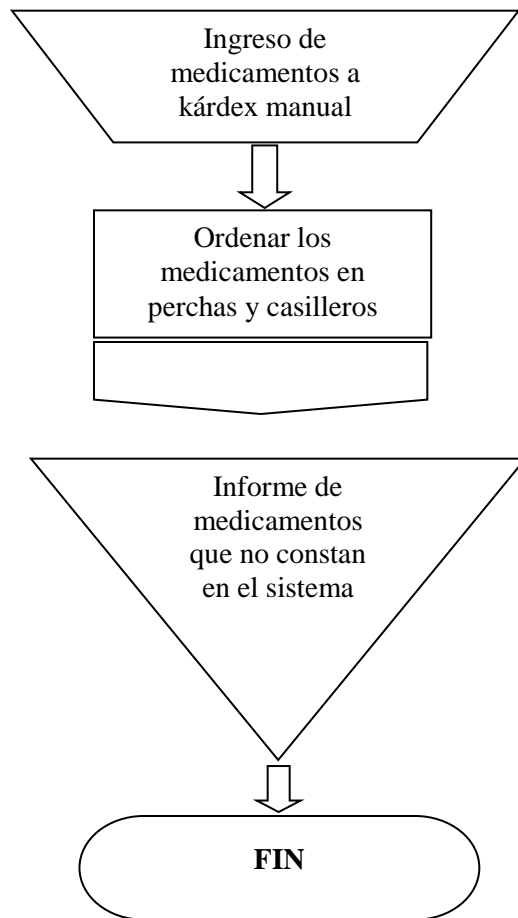 Ingreso de
medicamentos a
kárdex manual
Ordenar los
medicamentos en
perchas y casilleros
Informe de
medicamentos
que no constan
en el sistema
FIN